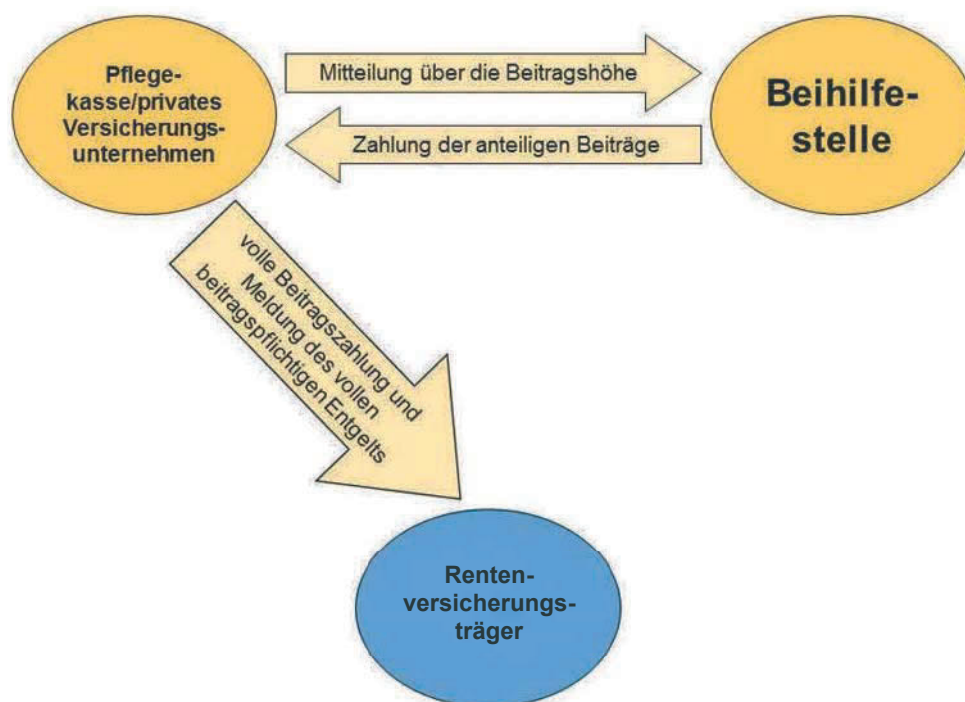 Pflege-
kasse/privates
Versicherungs-
unternehmen
Mitteilung über die Beitragshöhe
Zahlung der anteiligen Beiträge
Beihilfe-
stelle
volle Beitragszahlung und
Meldung des vollen
beitragspflichtigen Entgelts
Renten-
versicherungs-
träger